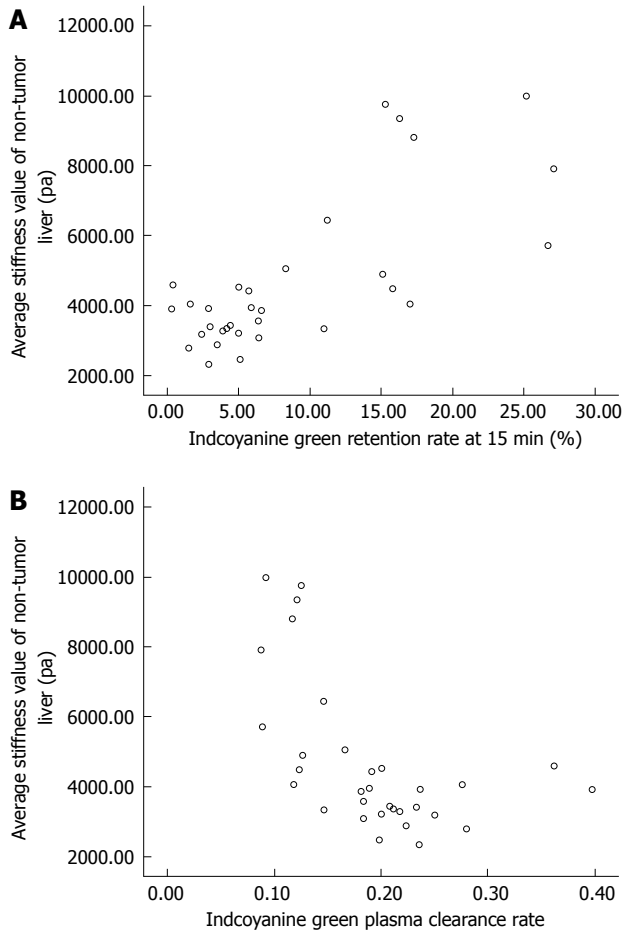 A
12000.00
10000.00
8000.00
6000.00
4000.00
2000.00
Average stiffness value of non-tumor
liver (pa)
0.00 5.00 10.00 15.00 20.00 25.00 30.00
Indcoyanine green retention rate at 15 min (%)
B
12000.00
10000.00
8000.00
6000.00
4000.00
2000.00
Average stiffness value of non-tumor
liver (pa)
0.00 0.10 0.20 0.30 0.40
Indcoyanine green plasma clearance rate